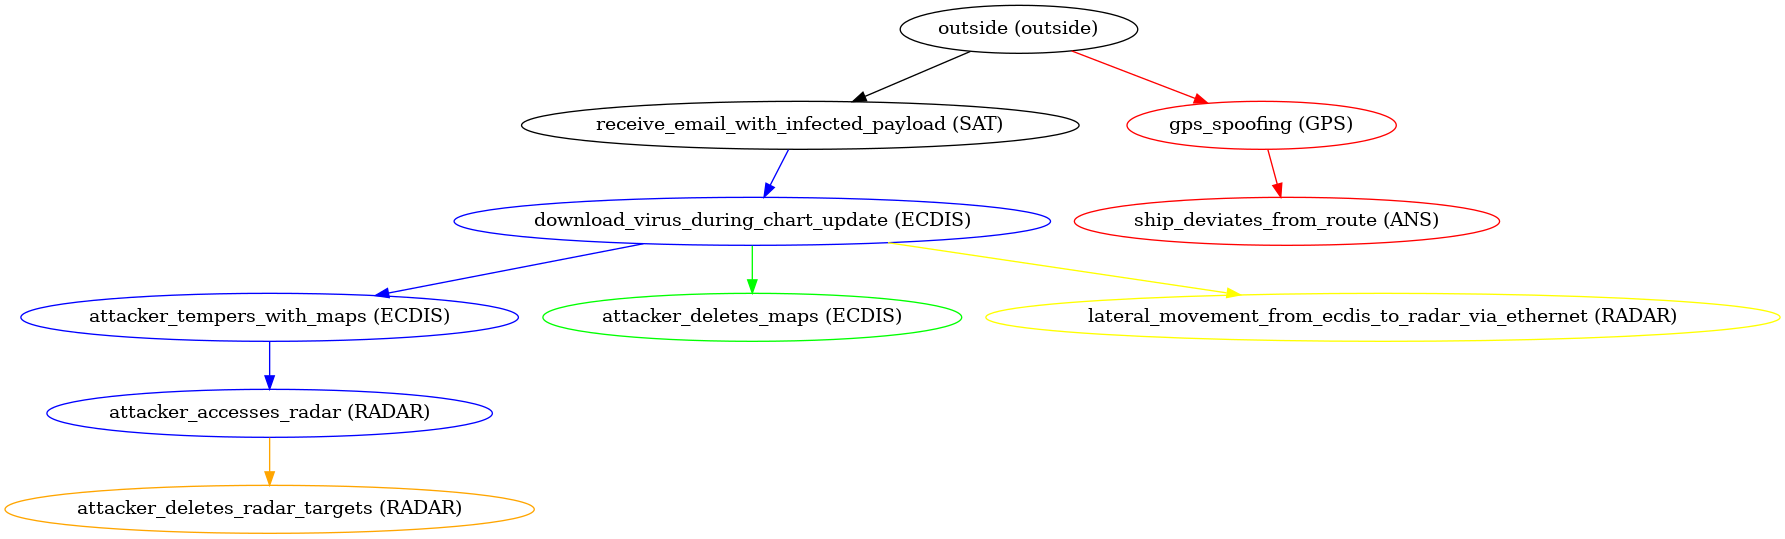 outside (outside)
receive_email_with_infected_payload (SAT)
gps_spoofing (GPS)
download_virus_during_chart_update (ECDIS)
ship_deviates_from_route (ANS)
attacker_tempers_with_maps (ECDIS)
attacker_deletes_maps (ECDIS)
lateral_movement_from_ecdis_to_radar_via_ethernet (RADAR)
attacker_accesses_radar (RADAR)
attacker_deletes_radar_targets (RADAR)